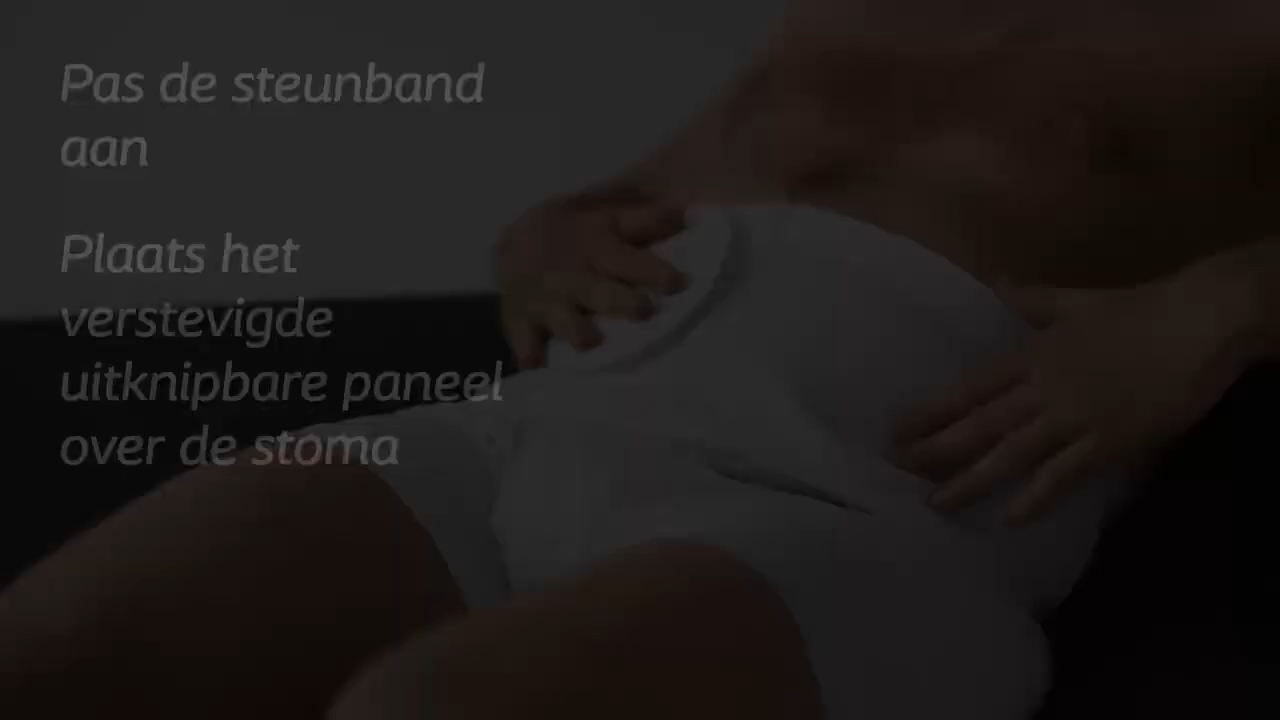 Pas de steunband
aan
Plaats het
verstevigde
uitknipbare paneel
over de stoma